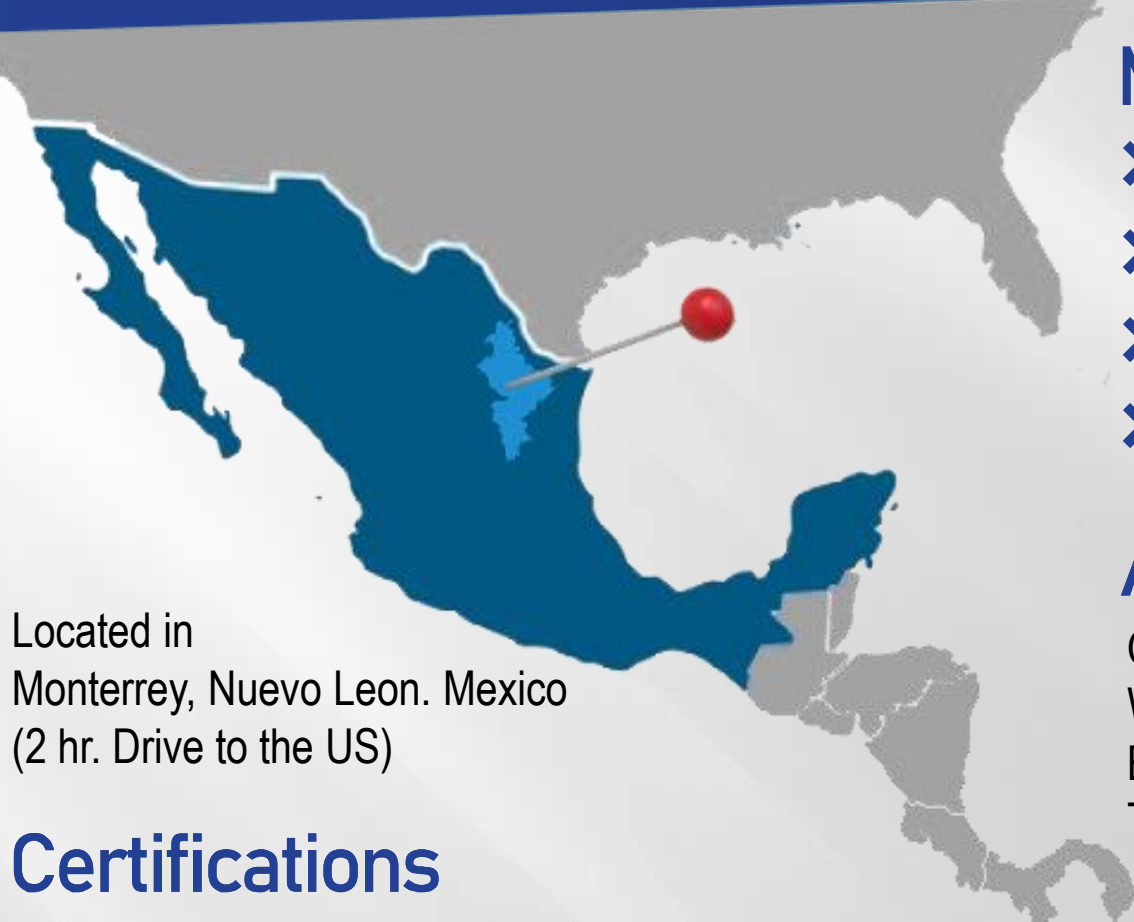 Located in
Monterrey, Nuevo Leon. Mexico
(2 hr. Drive to the US)
Certifications